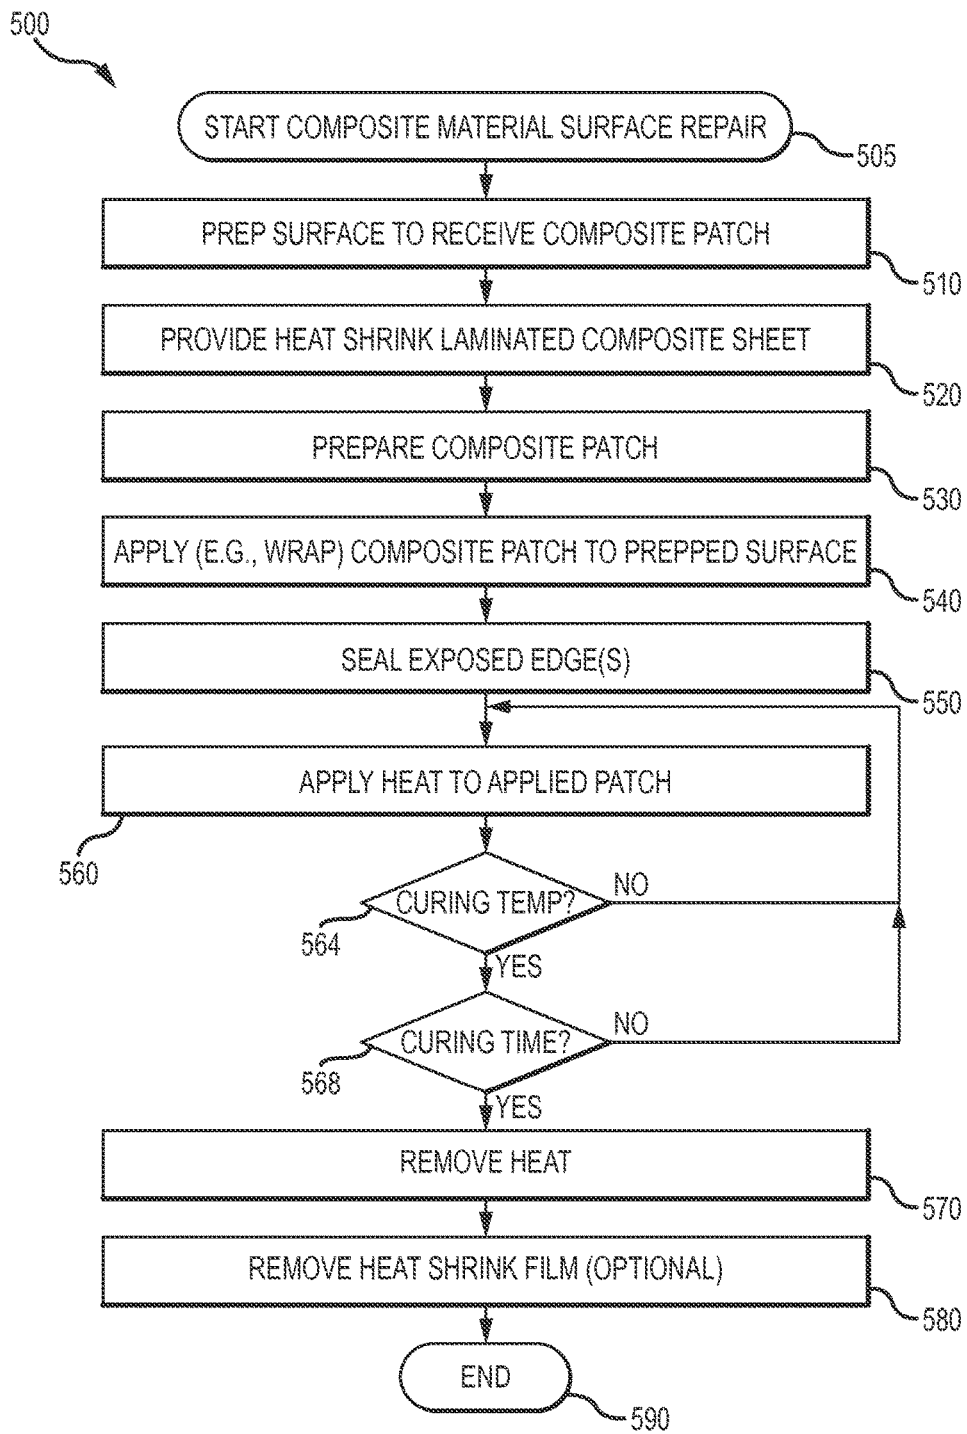 500
START COMPOSITE MATERIAL SURFACE REPAIR
505
PREP SURFACE TO RECEIVE COMPOSITE PATCH
510
PROVIDE HEAT SHRINK LAMINATED COMPOSITE SHEET
520
PREPARE COMPOSITE PATCH
530
APPLY (E.G., WRAP) COMPOSITE PATCH TO PREPPED SURFACE
540
SEAL EXPOSED EDGE(S)
550
APPLY HEAT TO APPLIED PATCH
560
CURING TEMP?
NO
564
YES
CURING TIME?
NO
568
YES
REMOVE HEAT
570
REMOVE HEAT SHRINK FILM (OPTIONAL)
580
END
590